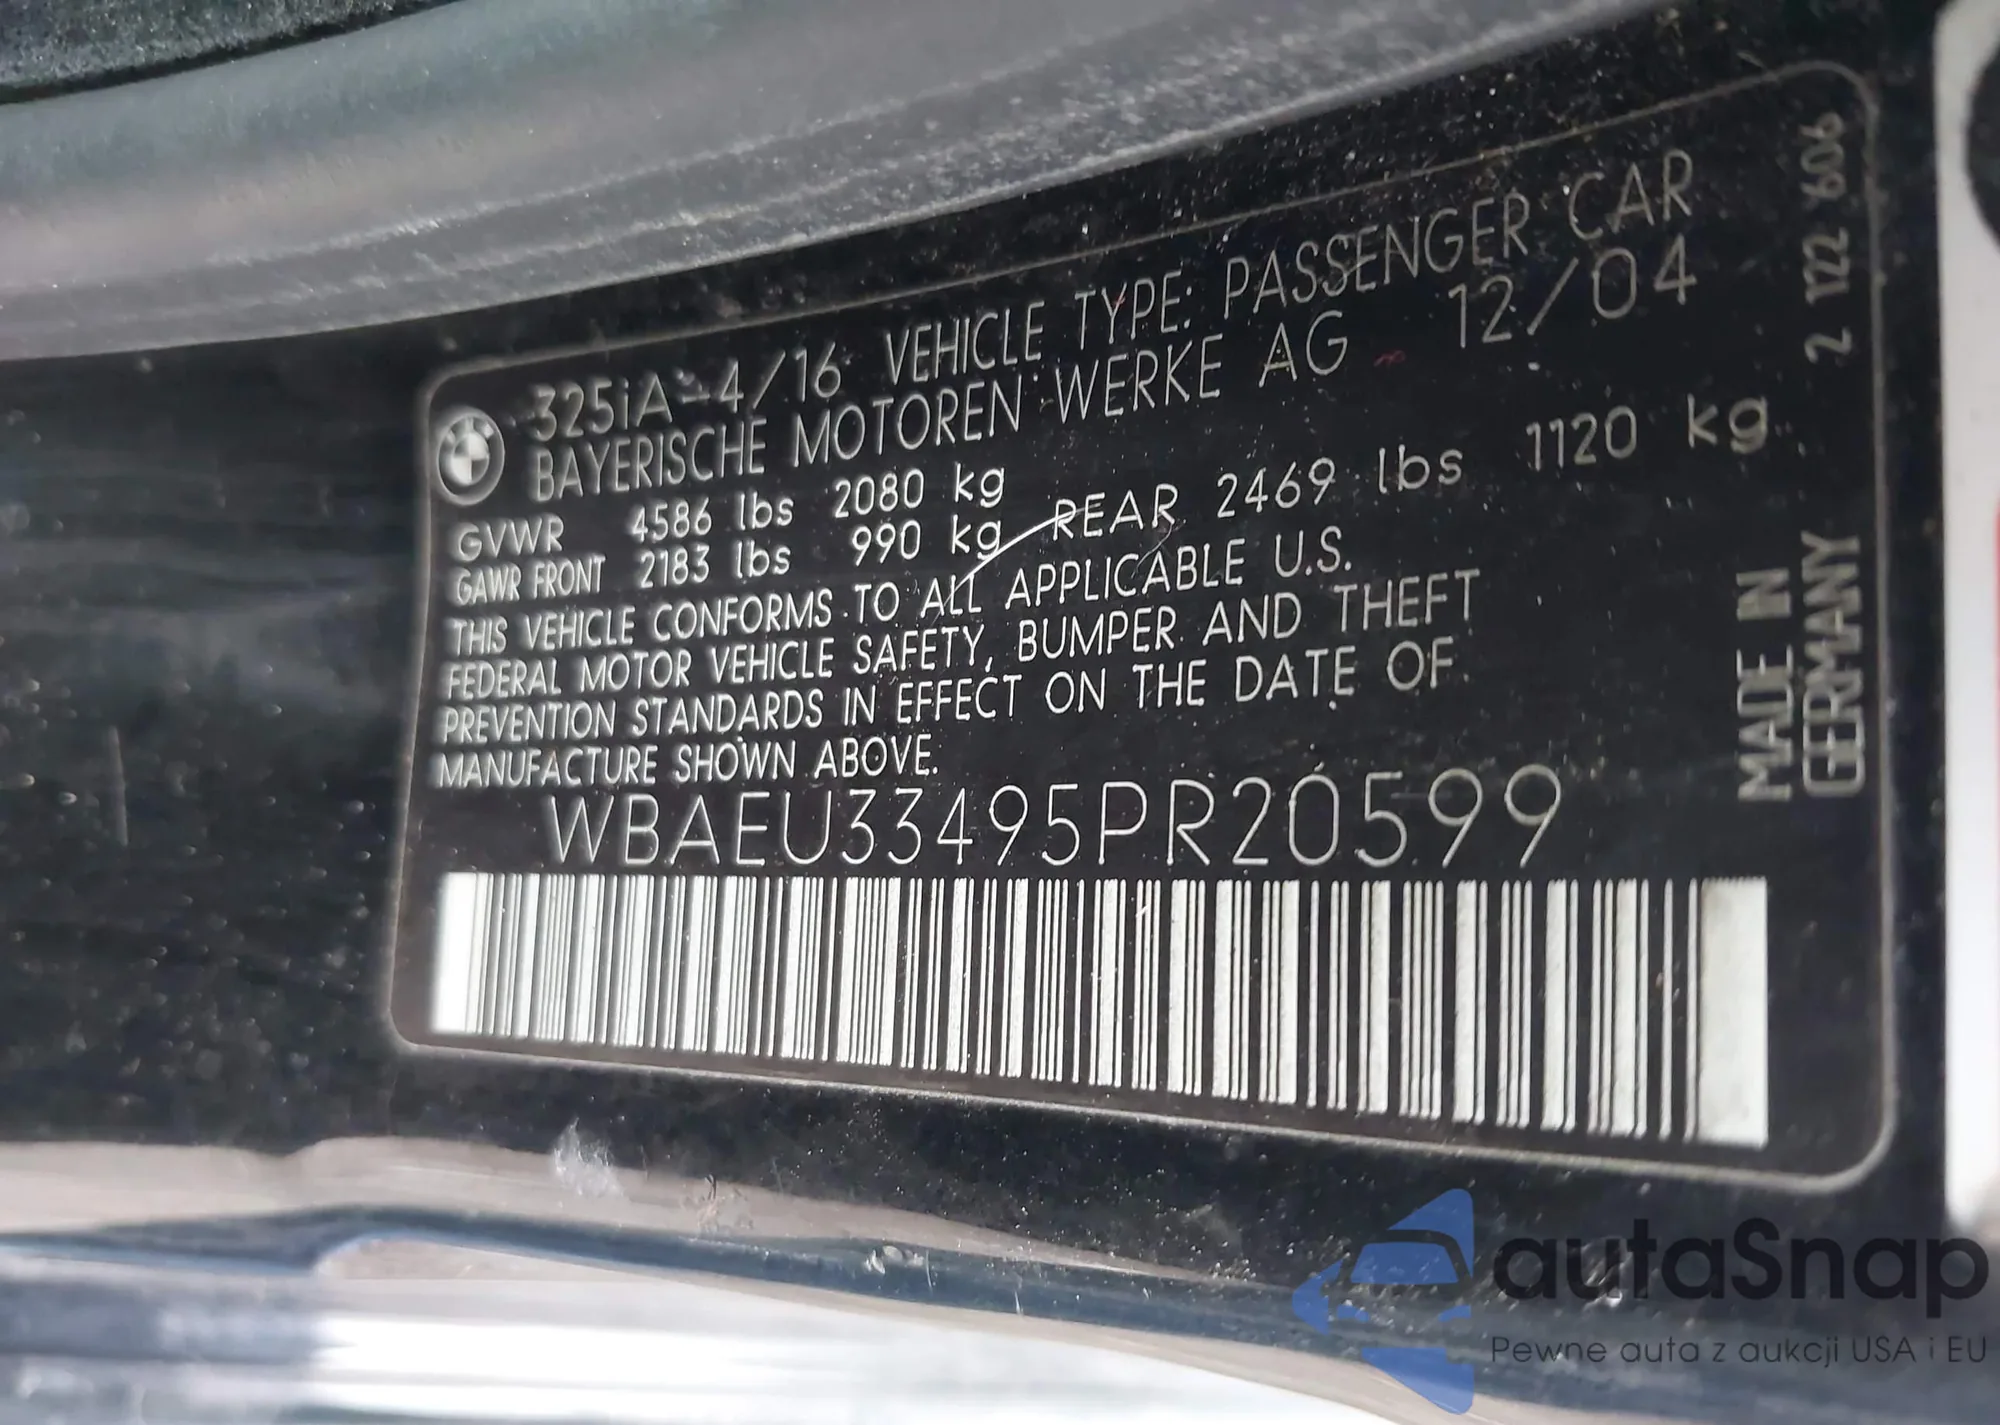 325iA-4/16 VEHICLE TYPE: PASSENGER CAR
BAYERISCHE MOTOREN WERKE AG 12/04
GVWR 4586 lbs 2080 kg
GAWR FRONT 2183 lbs 990 kg REAR 2469 lbs 1120 kg
THIS VEHICLE CONFORMS TO ALL APPLICABLE U.S.
FEDERAL MOTOR VEHICLE SAFETY, BUMPER AND THEFT
PREVENTION STANDARDS IN EFFECT ON THE DATE OF
MANUFACTURE SHOWN ABOVE.
WBAEU33495PR20599
MADE IN
GERMANY
2 122 606
autaSnap
Pewne auta z aukcji USA i EU